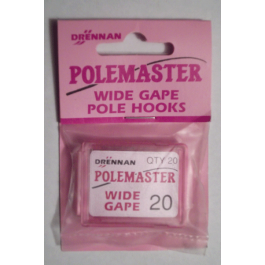 DRENNAN
POLEMASTER
WIDE GAPE
POLE HOOKS
DRENNAN QTY 20
POLEMASTER
WIDE
GAPE 20